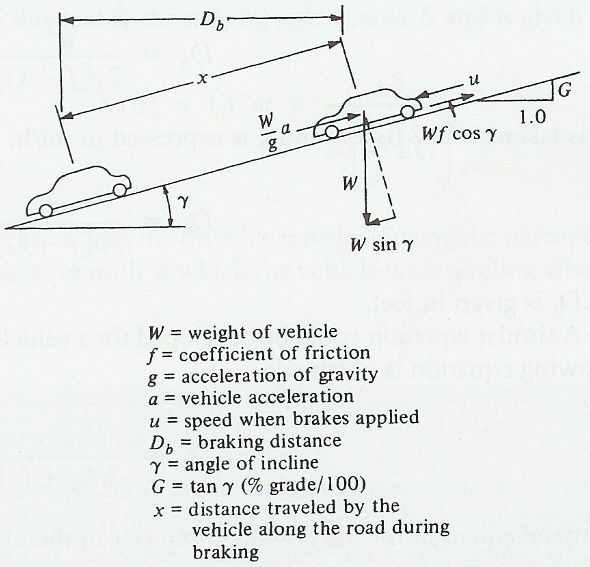 D_b
x
u
G
1.0
W/g a
Wf cos γ
W
γ
W sin γ
W = weight of vehicle
f = coefficient of friction
g = acceleration of gravity
a = vehicle acceleration
u = speed when brakes applied
D_b = braking distance
γ = angle of incline
G = tan γ (% grade/100)
x = distance traveled by the
vehicle along the road during
braking